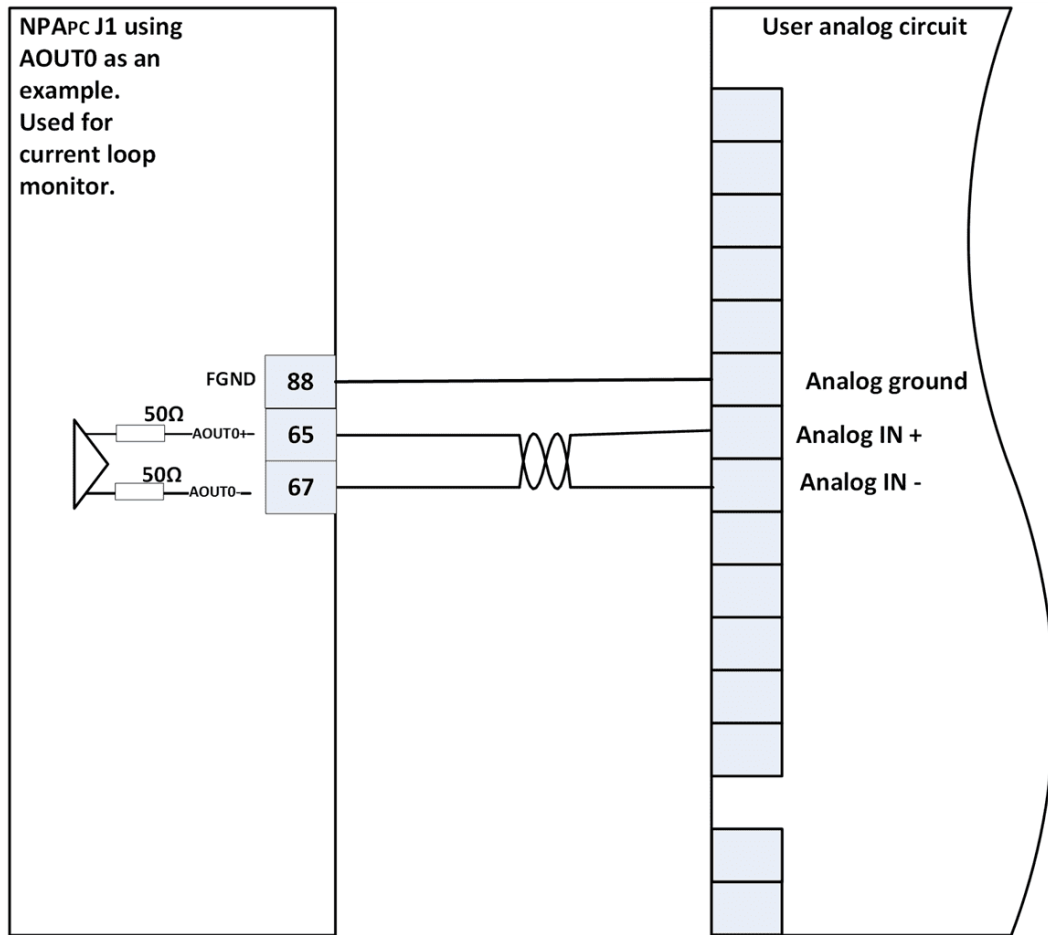 NPAPC J1 using
AOUT0 as an
example.
Used for
current loop
monitor.
User analog circuit
FGND 88 Analog ground
50Ω
AOUT0+ 65 Analog IN +
50Ω
AOUT0- 67 Analog IN -